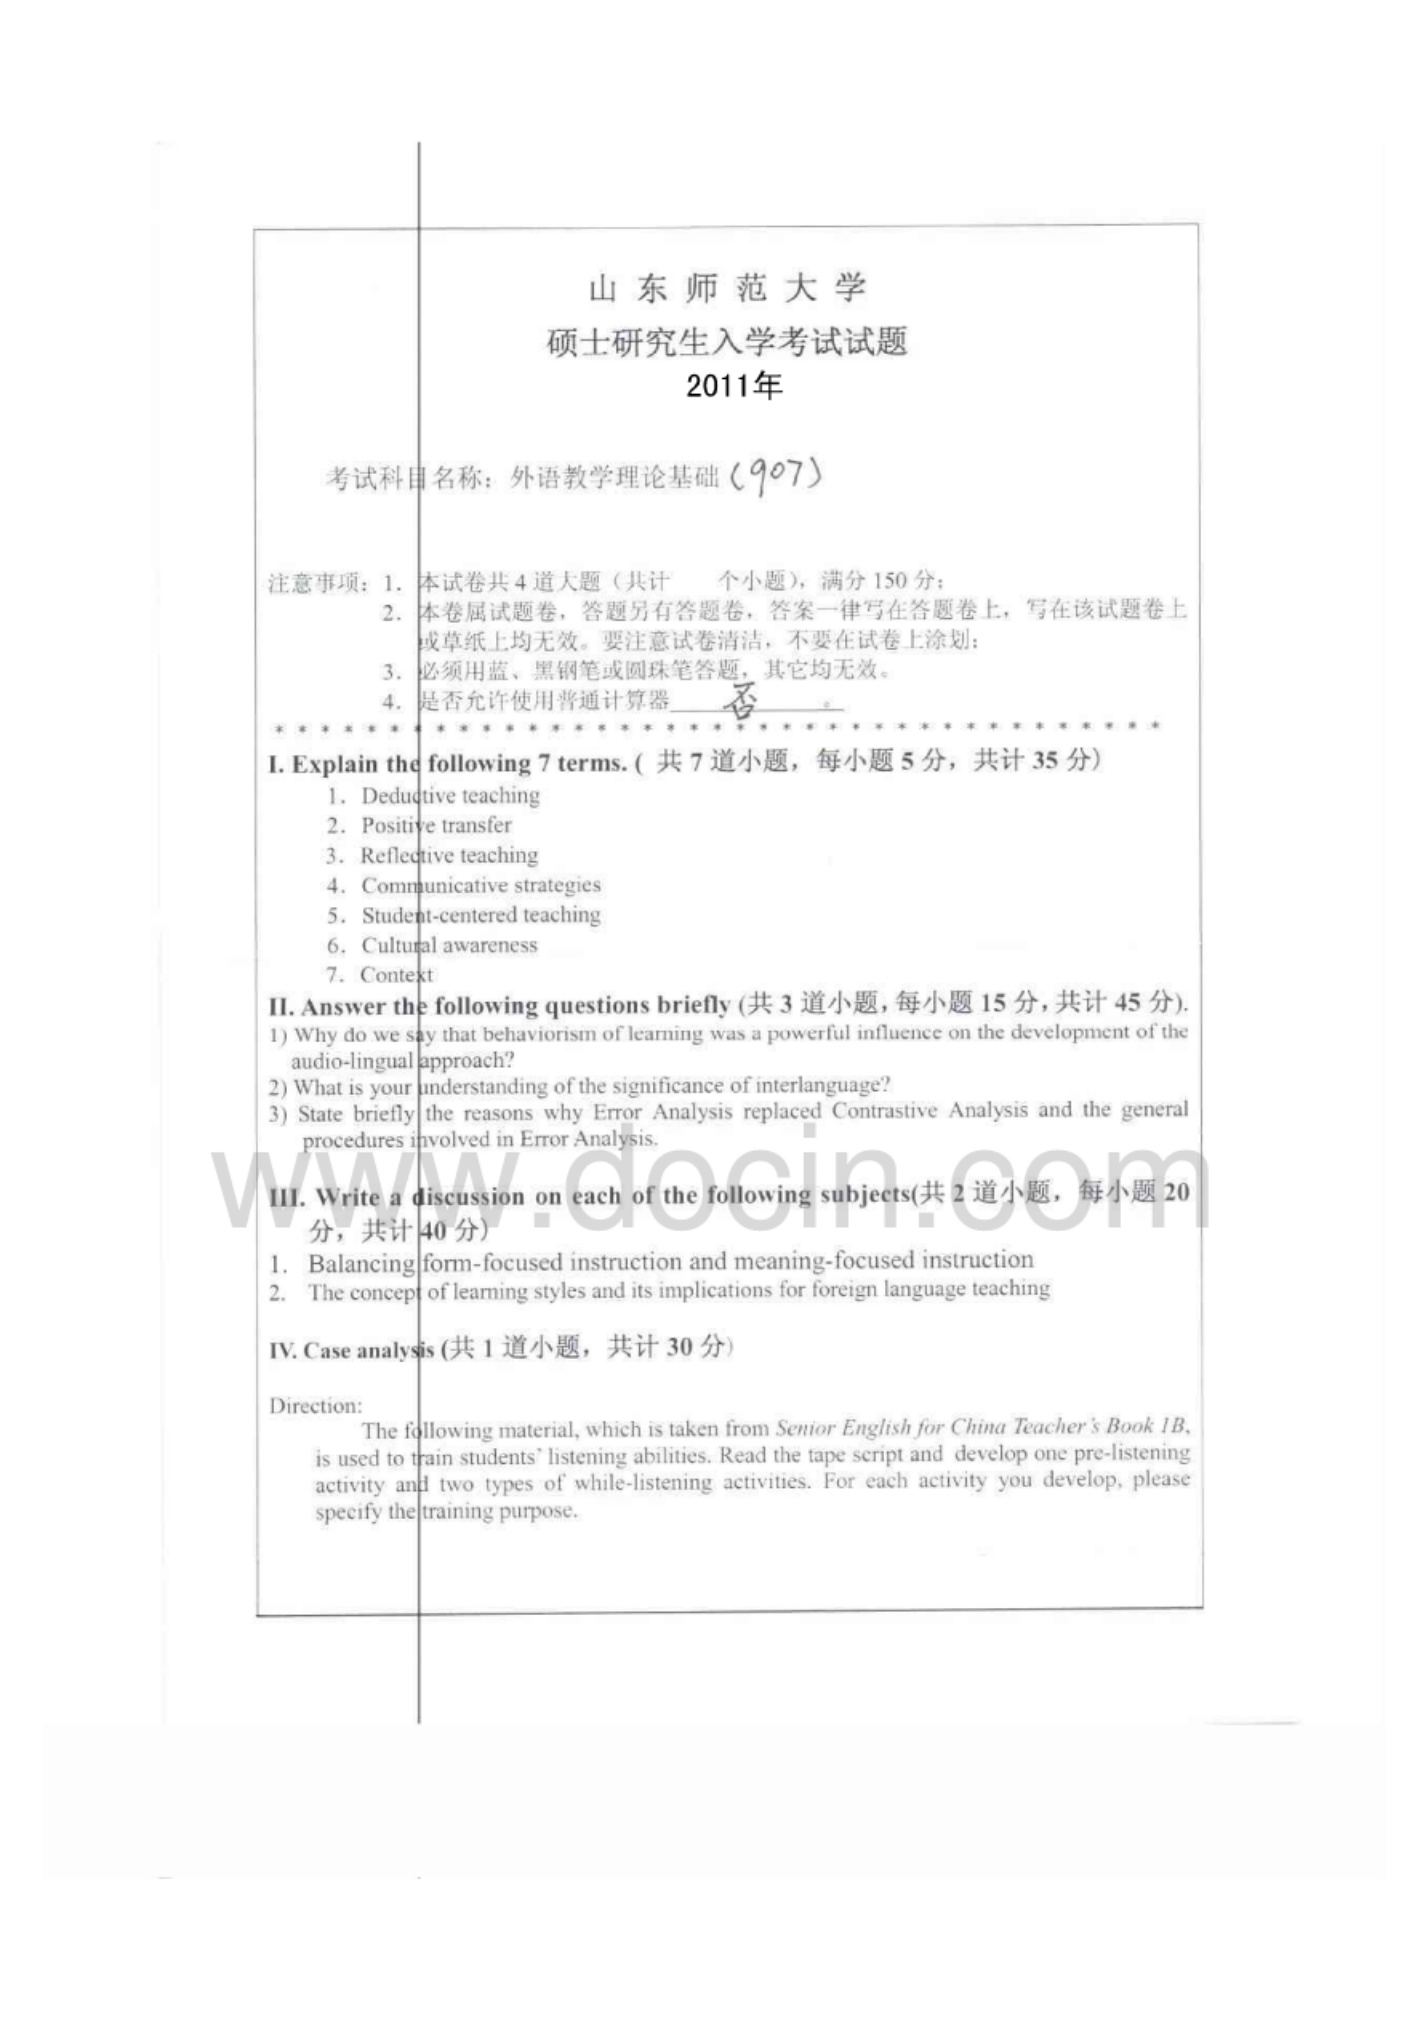 山东师范大学
硕士研究生入学考试试题
2011年
考试科目名称：外语教学理论基础（907）
注意事项：1. 本试卷共 4 道大题（共计 个小题），满分 150 分；
2. 本卷属试题卷，答题另有答题卷，答案一律写在答题卷上，写在该试题卷上
或草纸上均无效。要注意试卷清洁，不要在试卷上涂划；
3. 必须用蓝、黑钢笔或圆珠笔答题，其它均无效。
4. 是否允许使用普通计算器 否 。
* * * * * * * * * * * * * * * * * * * * * * * * * * * * * * * * * * * * * * *
I. Explain the following 7 terms. ( 共 7 道小题，每小题 5 分，共计 35 分)
1. Deductive teaching
2. Positive transfer
3. Reflective teaching
4. Communicative strategies
5. Student-centered teaching
6. Cultural awareness
7. Context
II. Answer the following questions briefly (共 3 道小题，每小题 15 分，共计 45 分).
1) Why do we say that behaviorism of learning was a powerful influence on the development of the
audio-lingual approach?
2) What is your understanding of the significance of interlanguage?
3) State briefly the reasons why Error Analysis replaced Contrastive Analysis and the general
procedures involved in Error Analysis.
www.docin.com
III. Write a discussion on each of the following subjects(共 2 道小题，每小题 20
分，共计 40 分)
1. Balancing form-focused instruction and meaning-focused instruction
2. The concept of learning styles and its implications for foreign language teaching
IV. Case analysis (共 1 道小题，共计 30 分)
Direction:
The following material, which is taken from Senior English for China Teacher's Book 1B,
is used to train students' listening abilities. Read the tape script and develop one pre-listening
activity and two types of while-listening activities. For each activity you develop, please
specify the training purpose.